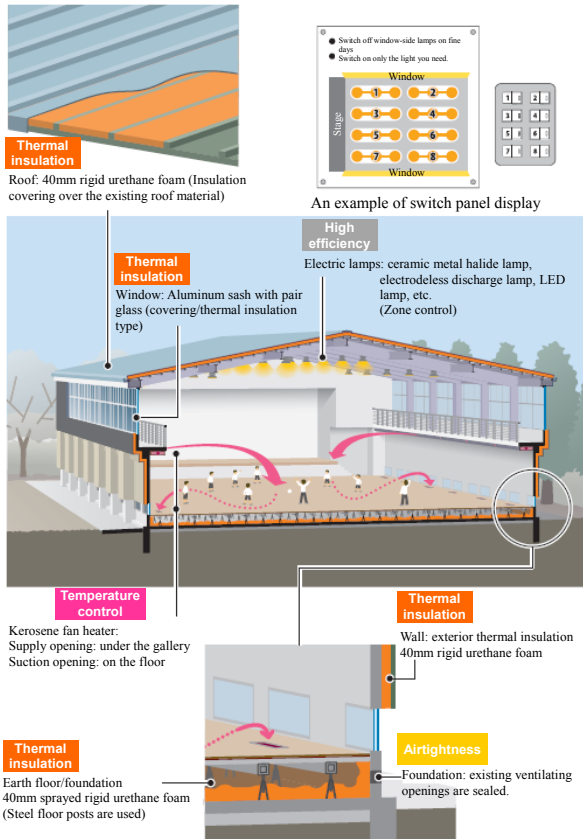 Thermal
insulation
Roof: 40mm rigid urethane foam (Insulation
covering over the existing roof material)
● Switch off window-side lamps on fine
days
● Switch on only the light you need.
Window
Stage
1 2
3 4
5 6
7 8
Window
1 2
3 4
5 6
7 8
An example of switch panel display
High
efficiency
Electric lamps: ceramic metal halide lamp,
electrodeless discharge lamp, LED
lamp, etc.
(Zone control)
Thermal
insulation
Window: Aluminum sash with pair
glass (covering/thermal insulation
type)
Temperature
control
Kerosene fan heater:
Supply opening: under the gallery
Suction opening: on the floor
Thermal
insulation
Wall: exterior thermal insulation
40mm rigid urethane foam
Thermal
insulation
Earth floor/foundation
40mm sprayed rigid urethane foam
(Steel floor posts are used)
Airtightness
Foundation: existing ventilating
openings are sealed.